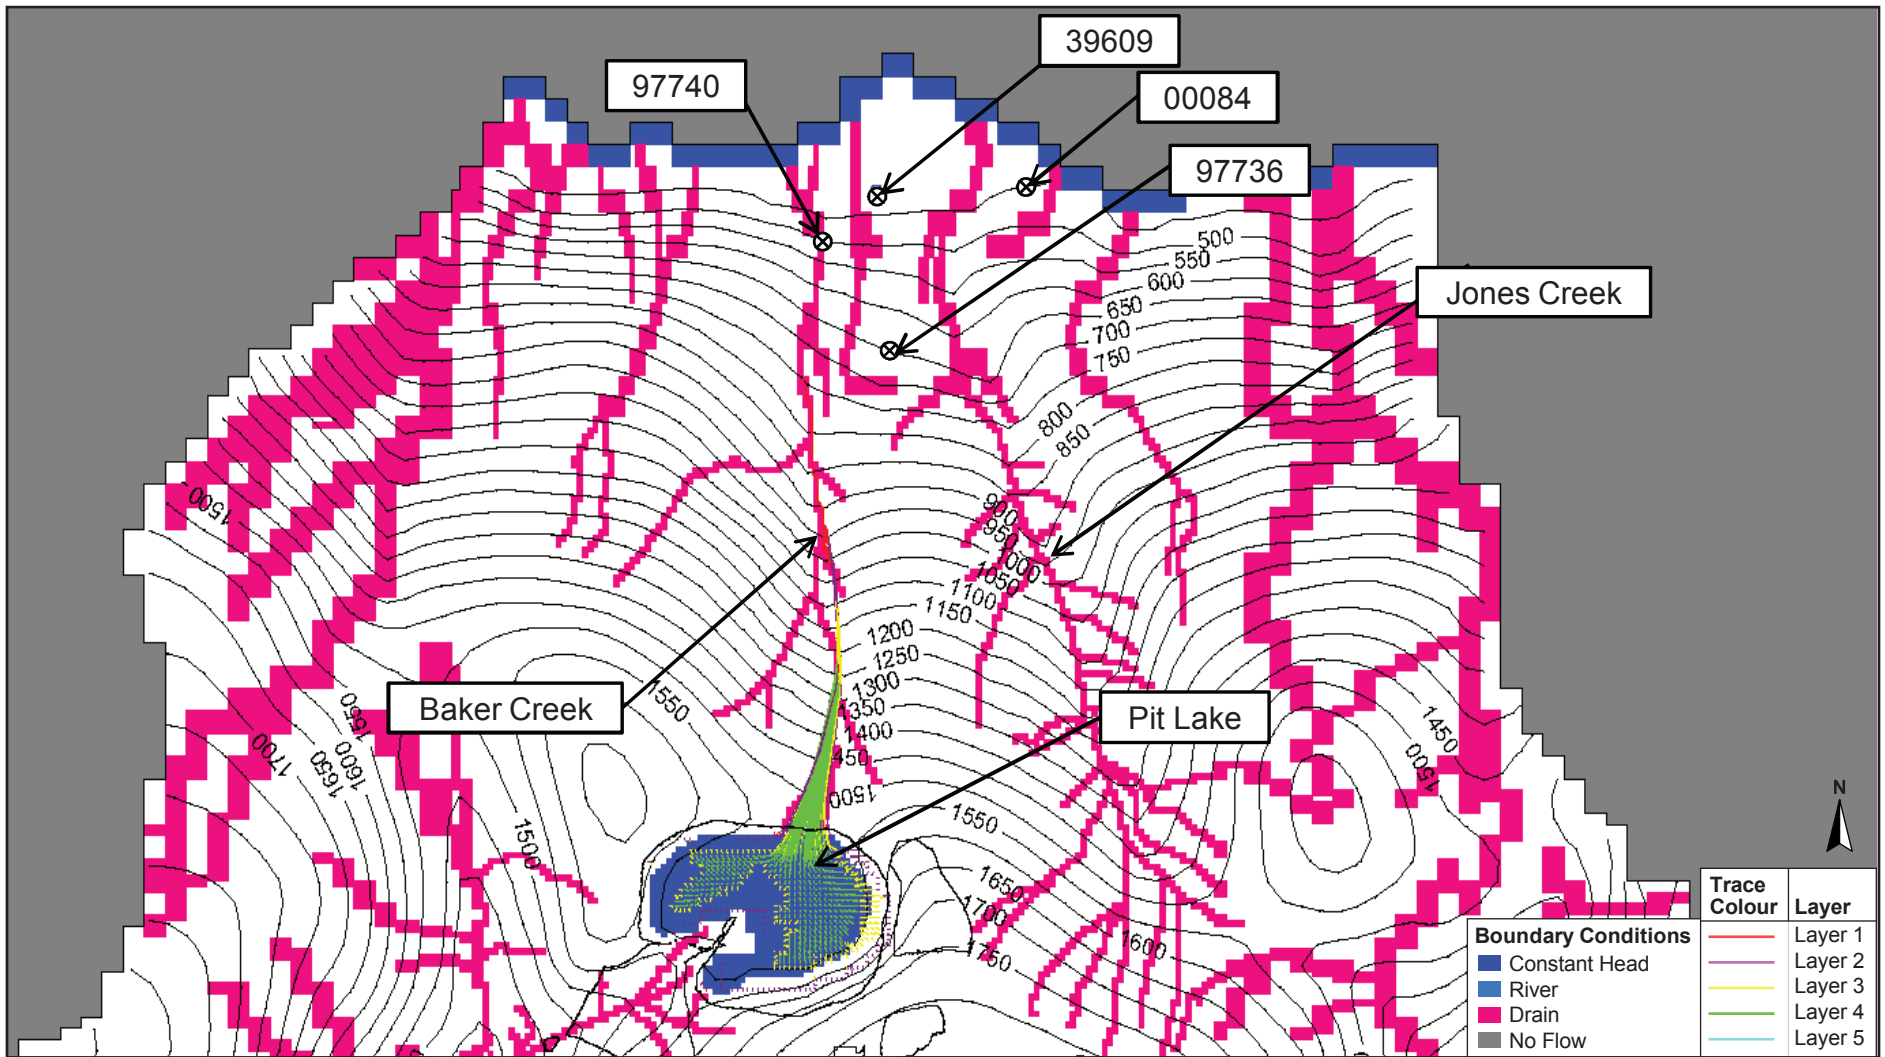 39609
97740
00084
97736
500
550
600
650
700
750
Jones Creek
800
850
1500
900
950
1000
1050
1100
1150
1200
1250
1300
1350
1400
450
1500
1550
Baker Creek
Pit Lake
1550
1600
1650
1700
1450
1500
1500
1550
1650
1700
1750
1600
N
Trace Colour Layer
Layer 1
Layer 2
Layer 3
Layer 4
Layer 5
Boundary Conditions
Constant Head
River
Drain
No Flow